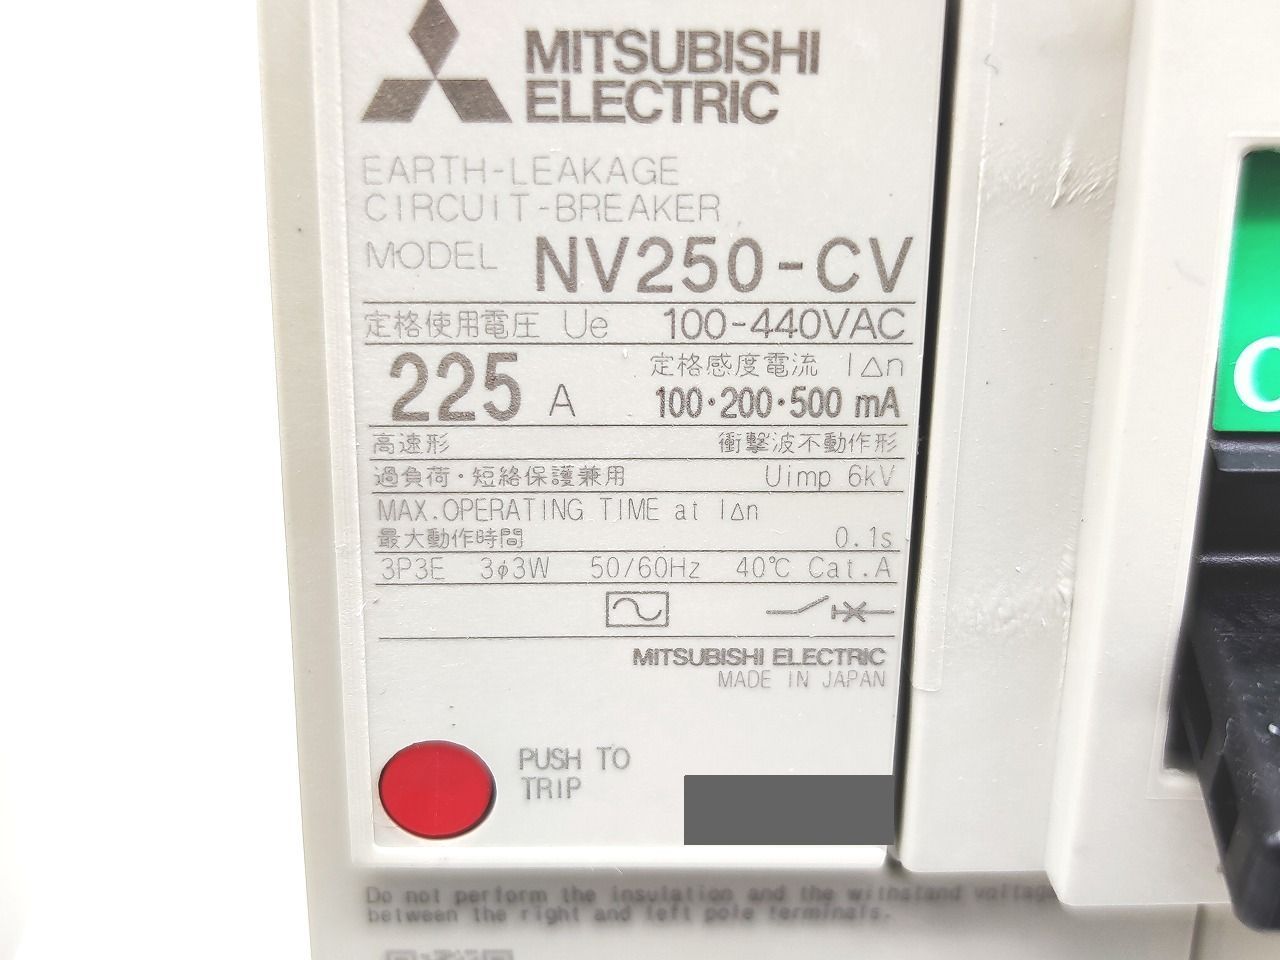 MITSUBISHI
ELECTRIC
EARTH-LEAKAGE
CIRCUIT-BREAKER
MODEL NV250-CV
定格使用電圧 Ue 100-440VAC
225 A 定格感度電流 I△n
100・200・500 mA
高速形 衝撃波不動作形
過負荷・短絡保護兼用 Uimp 6kV
MAX.OPERATING TIME at I△n
最大動作時間 0.1s
3P3E 3φ3W 50/60Hz 40℃ Cat.A
MITSUBISHI ELECTRIC
MADE IN JAPAN
PUSH TO
TRIP
Do not perform the insulation and the withstand voltage
between the right and left pole terminals.